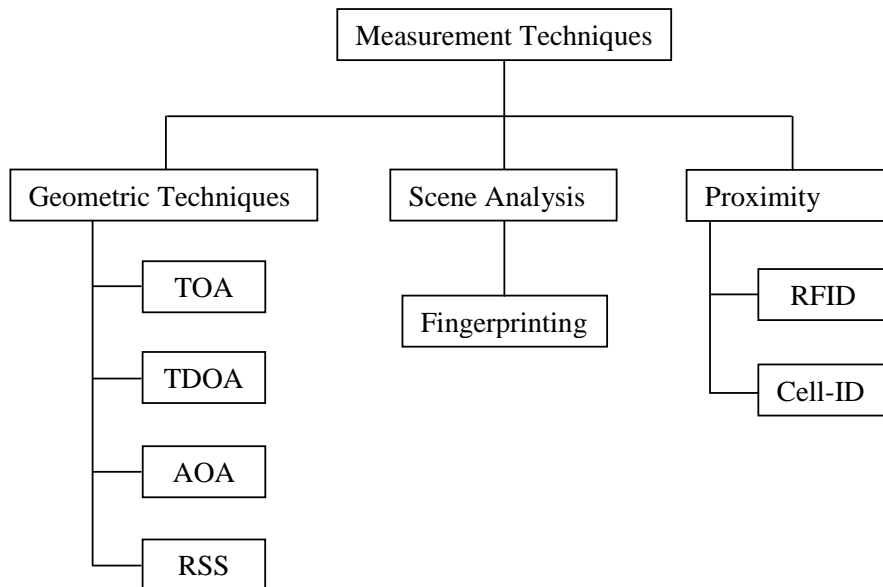 Measurement Techniques
Geometric Techniques
Scene Analysis
Proximity
TOA
TDOA
AOA
RSS
Fingerprinting
RFID
Cell-ID